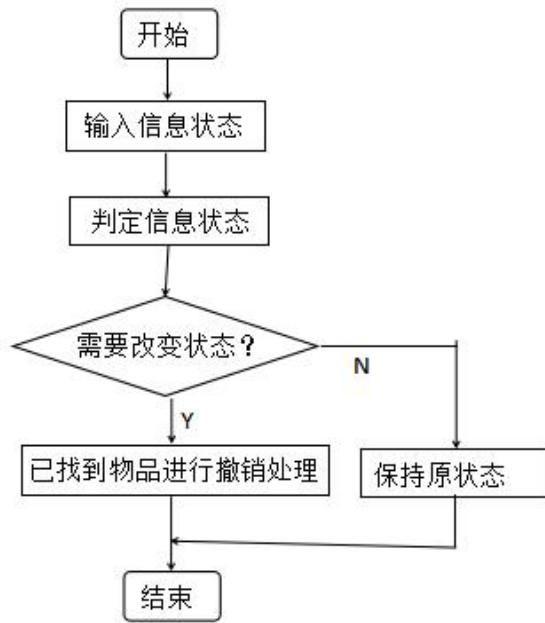 开始
输入信息状态
判定信息状态
需要改变状态？
N
Y
已找到物品进行撤销处理
保持原状态
结束